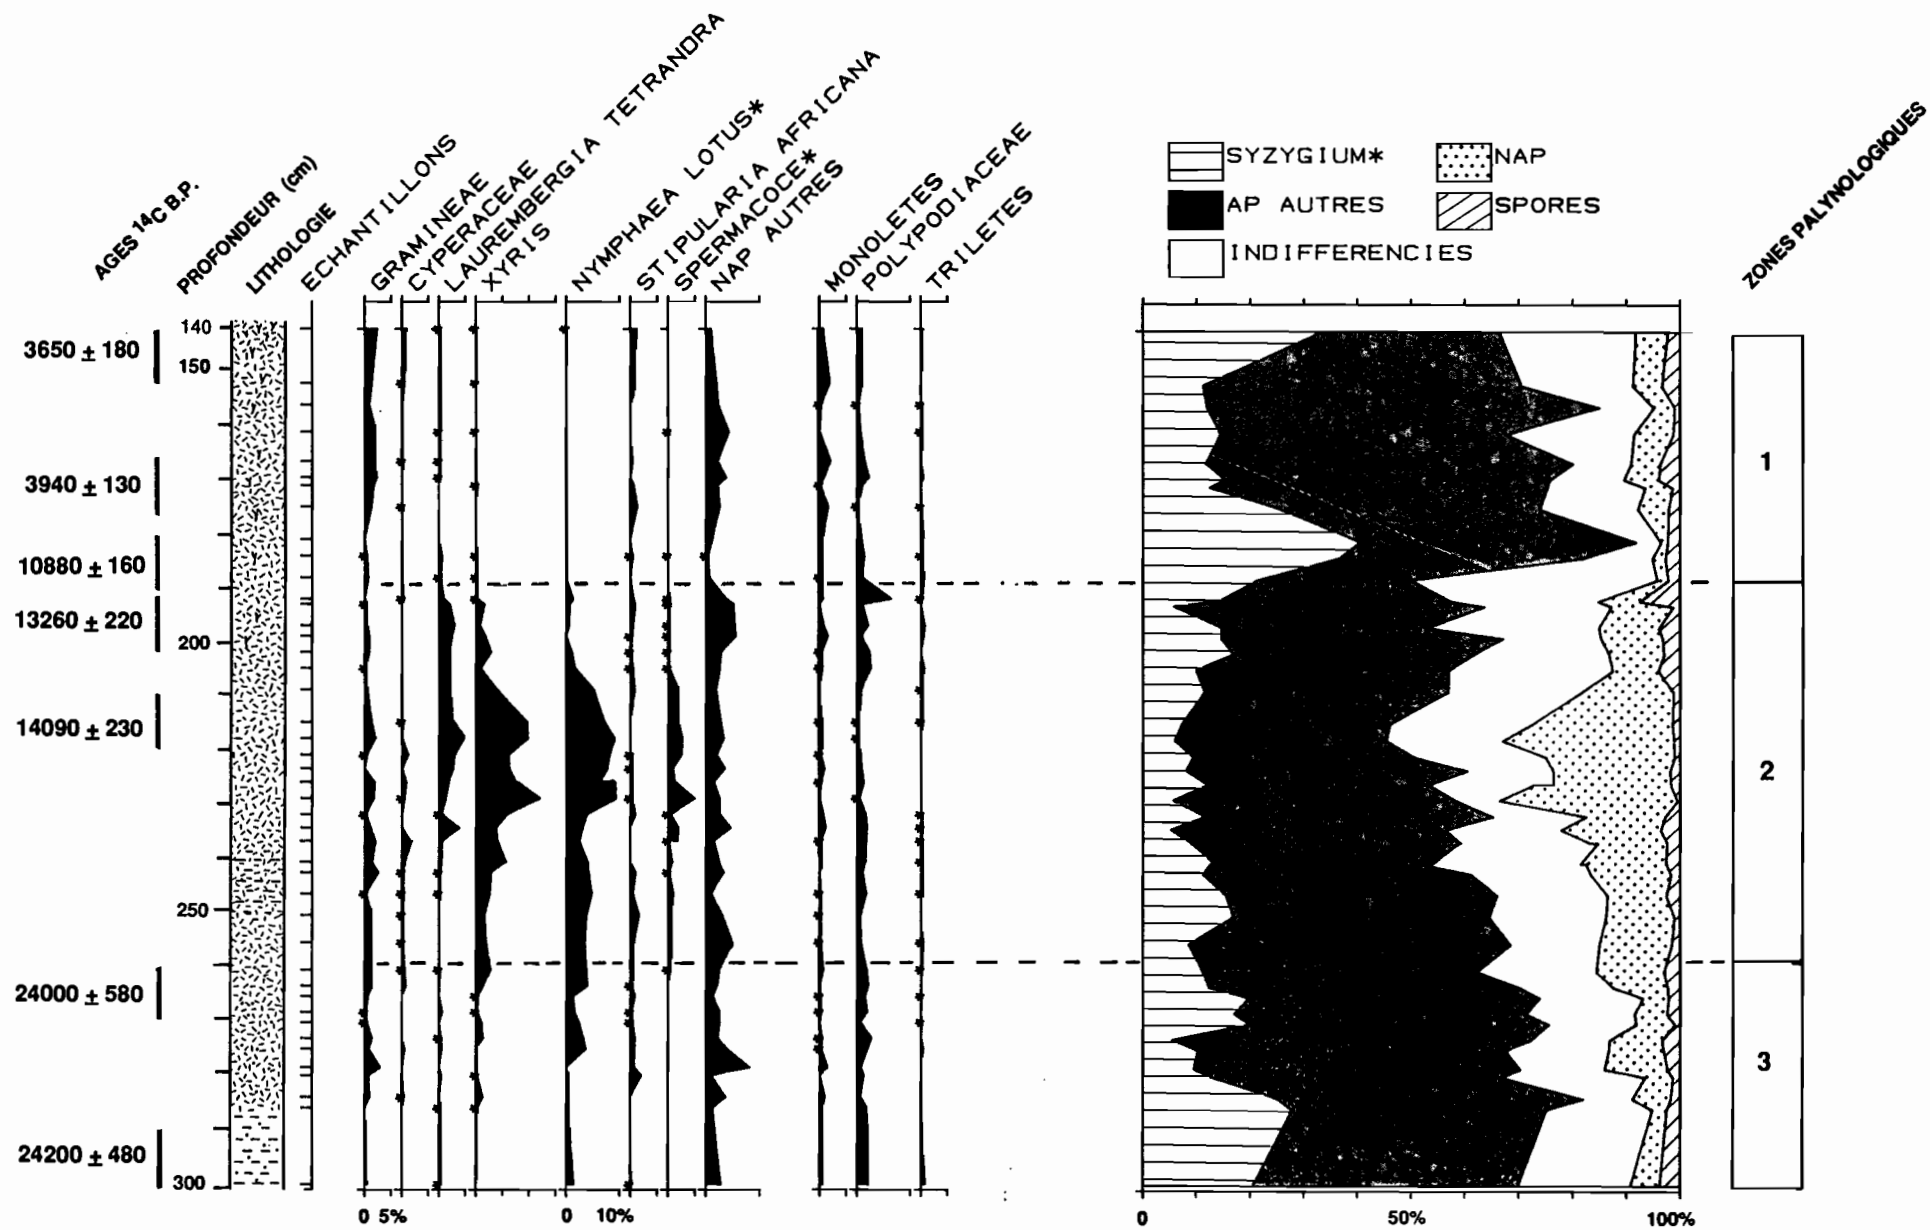 AGES 14C B.P.
PROFONDEUR (cm)
LITHOLOGIE
ECHANTILLONS
GRAMINEAE
CYPERACEAE
LAUREMBERGIA TETRANDRA
XYRIS
NYMPHAEA LOTUS*
STIPULARIA AFRICANA
SPERMACOCE*
NAP AUTRES
MONOLETES
POLYPODIACEAE
TRILETES
SYZYGIUM*
NAP
AP AUTRES
SPORES
INDIFFERENCIES
ZONES PALYNOLOGIQUES
3650 ± 180
140
150
3940 ± 130
1
10880 ± 160
13260 ± 220
200
14090 ± 230
2
250
24000 ± 580
3
24200 ± 480
300
0 5%
0 10%
0
50%
100%